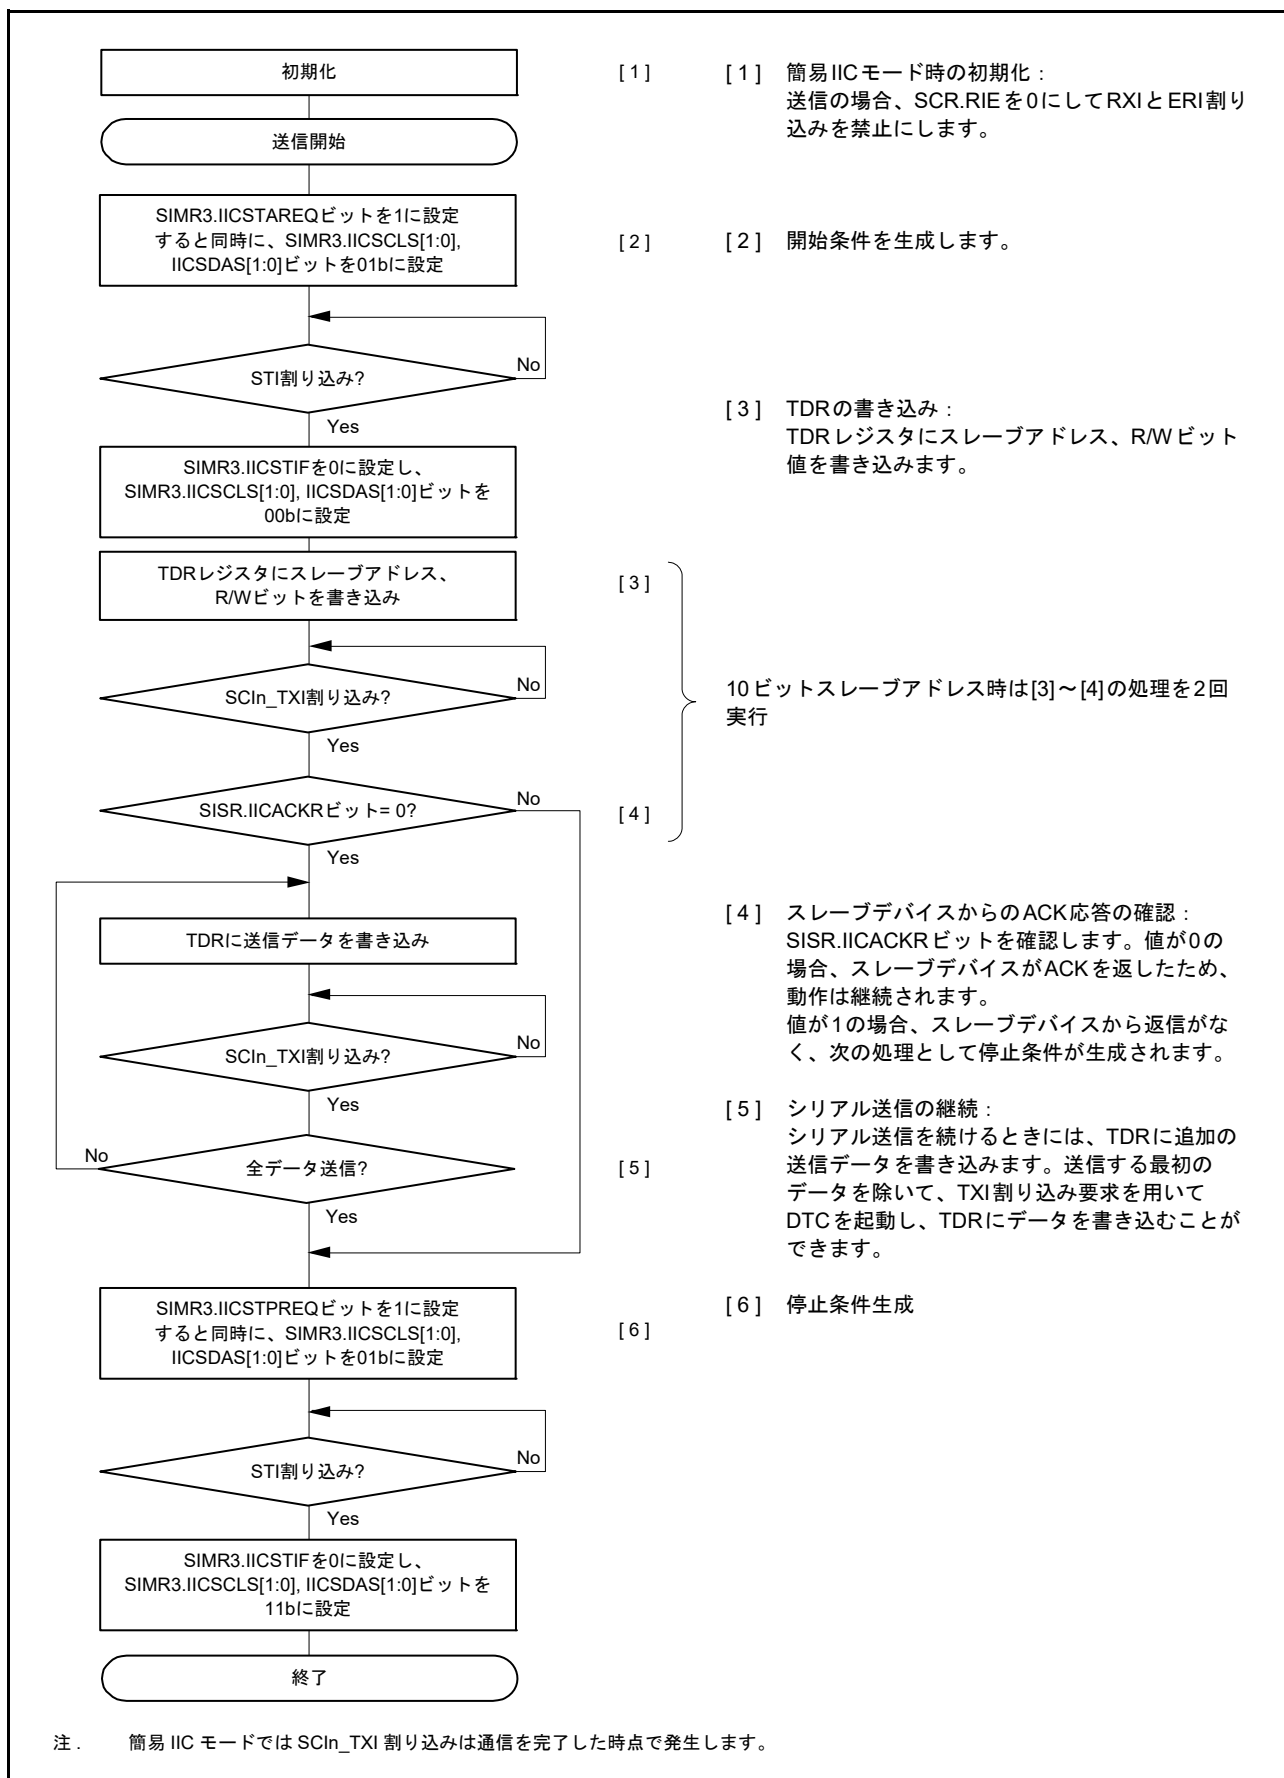 初期化
[1]
[1] 簡易IICモード時の初期化：
送信の場合、SCR.RIEを0にしてRXIとERI割り
込みを禁止にします。
送信開始
SIMR3.IICSTAREQビットを1に設定
すると同時に、SIMR3.IICSCLS[1:0],
IICSDAS[1:0]ビットを01bに設定
[2]
[2] 開始条件を生成します。
STI割り込み?
No
Yes
[3] TDRの書き込み：
TDRレジスタにスレーブアドレス、R/Wビット
値を書き込みます。
SIMR3.IICSTIFを0に設定し、
SIMR3.IICSCLS[1:0], IICSDAS[1:0]ビットを
00bに設定
TDRレジスタにスレーブアドレス、
R/Wビットを書き込み
[3]
SCIn_TXI割り込み?
No
Yes
10ビットスレーブアドレス時は[3]～[4]の処理を2回
実行
SISR.IICACKRビット= 0?
No
Yes
[4]
TDRに送信データを書き込み
[4] スレーブデバイスからのACK応答の確認：
SISR.IICACKRビットを確認します。値が0の
場合、スレーブデバイスがACKを返したため、
動作は継続されます。
値が1の場合、スレーブデバイスから返信がな
く、次の処理として停止条件が生成されます。
SCIn_TXI割り込み?
No
Yes
[5] シリアル送信の継続：
シリアル送信を続けるときには、TDRに追加の
送信データを書き込みます。送信する最初の
データを除いて、TXI割り込み要求を用いて
DTCを起動し、TDRにデータを書き込むことが
できます。
No
全データ送信?
[5]
Yes
SIMR3.IICSTPREQビットを1に設定
すると同時に、SIMR3.IICSCLS[1:0],
IICSDAS[1:0]ビットを01bに設定
[6]
[6] 停止条件生成
STI割り込み?
No
Yes
SIMR3.IICSTIFを0に設定し、
SIMR3.IICSCLS[1:0], IICSDAS[1:0]ビットを
11bに設定
終了
注． 簡易 IIC モードでは SCIn_TXI 割り込みは通信を完了した時点で発生します。